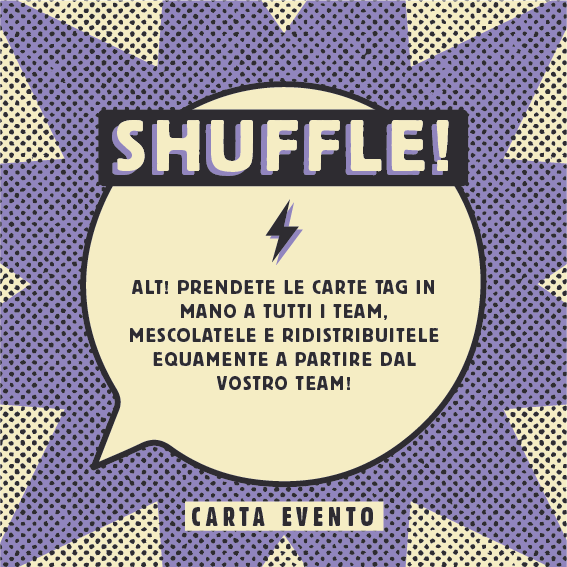 SHUFFLE!
ALT! PRENDETE LE CARTE TAG IN
MANO A TUTTI I TEAM,
MESCOLATELE E RIDISTRIBUITELE
EQUAMENTE A PARTIRE DAL
VOSTRO TEAM!
CARTA EVENTO